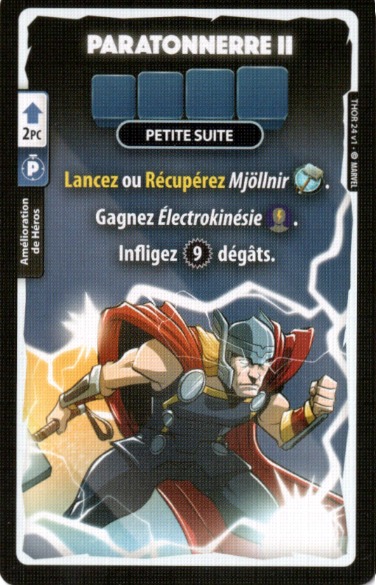 PARATONNERRE II
PETITE SUITE
2PC
P
Amélioration
de Héros
THOR 24 v1 • © MARVEL
Lancez ou Récupérez Mjöllnir .
Gagnez Électrokinésie .
Infligez 9 dégâts.